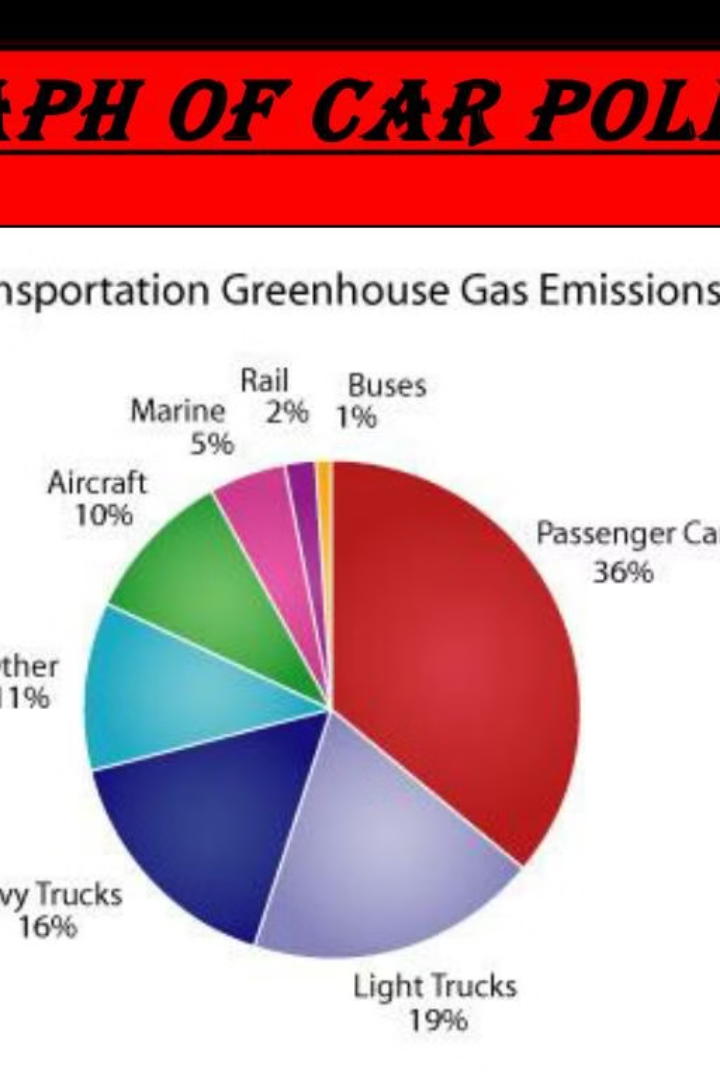 APH OF CAR POLL
nsportation Greenhouse Gas Emissions
Rail
2%
Buses
1%
Marine
5%
Aircraft
10%
Passenger Ca
36%
ther
11%
vy Trucks
16%
Light Trucks
19%